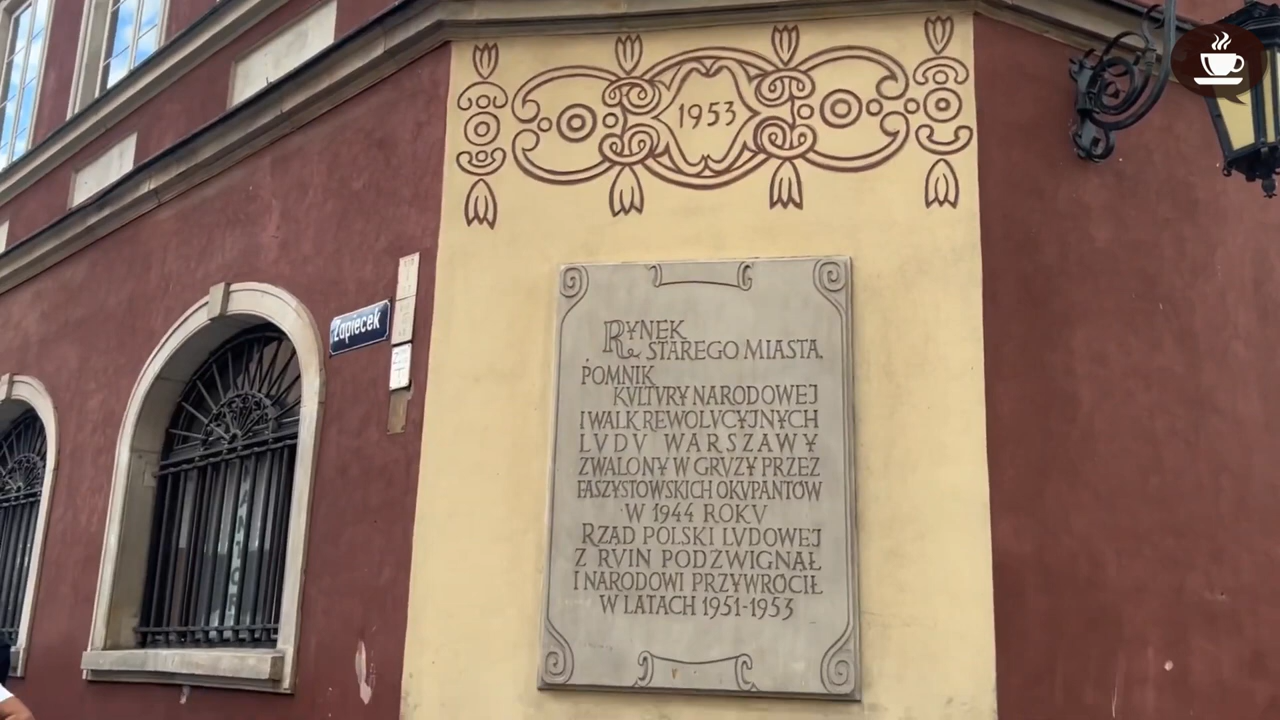 1953
Zapiecek
RYNEK
STAREGO MIASTA,
POMNIK
KVLTVRY NARODOWEJ
I WALK REWOLVCYJNYCH
LVDV WARSZAWY
ZWALONY W GRVZY PRZEZ
FASZYSTOWSKICH OKVPANTÓW
W 1944 ROKV
RZĄD POLSKI LVDOWEJ
Z RVIN PODŹWIGNĄŁ
I NARODOWI PRZYWRÓCIŁ
W LATACH 1951-1953